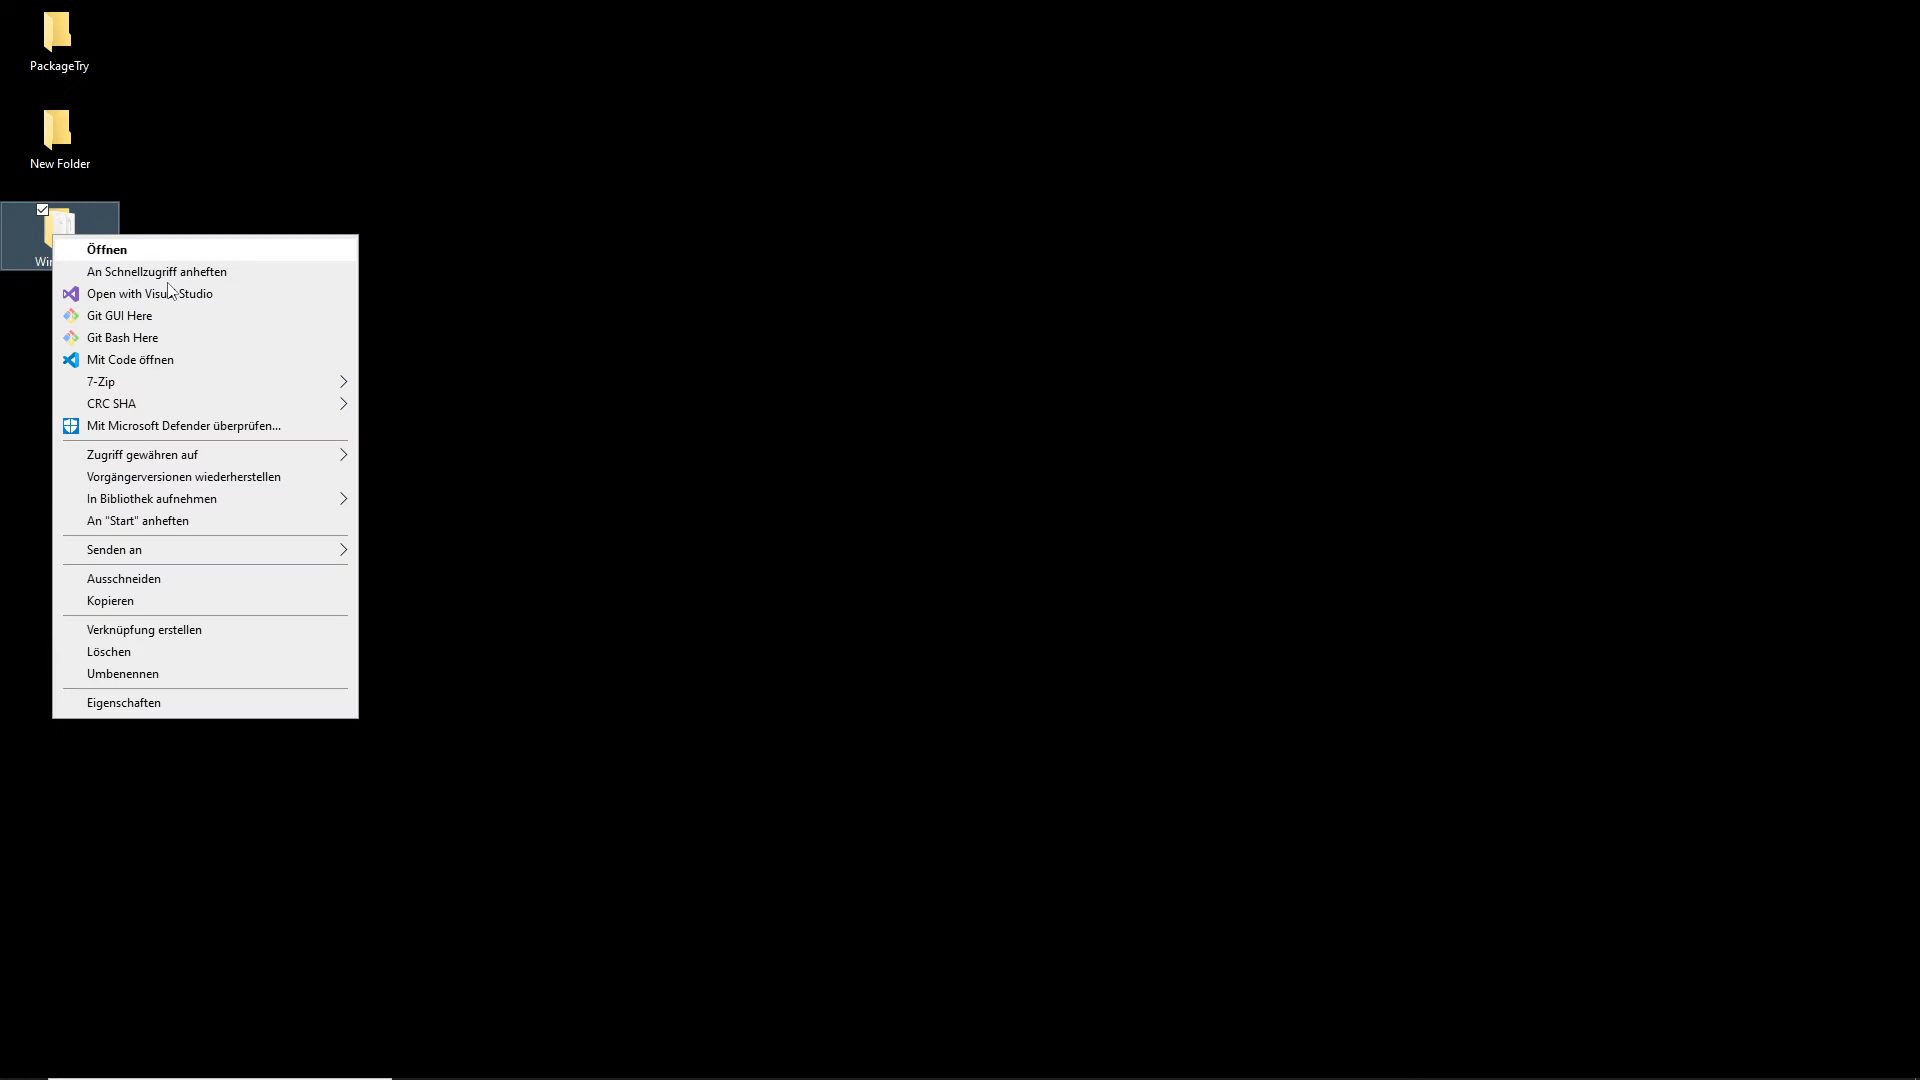 PackageTry
New Folder
Öffnen
An Schnellzugriff anheften
Open with Visual Studio
Git GUI Here
Git Bash Here
Mit Code öffnen
7-Zip
CRC SHA
Mit Microsoft Defender überprüfen...
Zugriff gewähren auf
Vorgängerversionen wiederherstellen
In Bibliothek aufnehmen
An "Start" anheften
Senden an
Ausschneiden
Kopieren
Verknüpfung erstellen
Löschen
Umbenennen
Eigenschaften